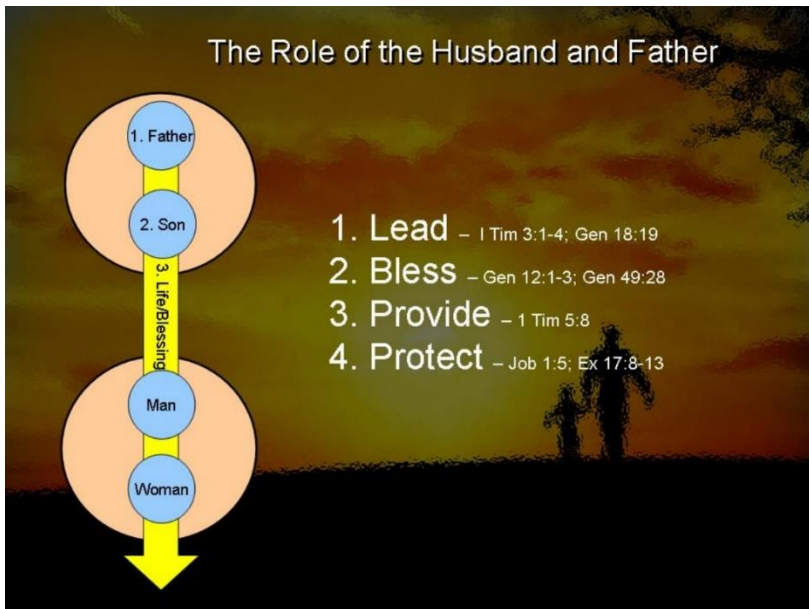 The Role of the Husband and Father
1. Father
2. Son
3. Life/Blessing
Man
Woman
1. Lead – I Tim 3:1-4; Gen 18:19
2. Bless – Gen 12:1-3; Gen 49:28
3. Provide – 1 Tim 5:8
4. Protect – Job 1:5; Ex 17:8-13